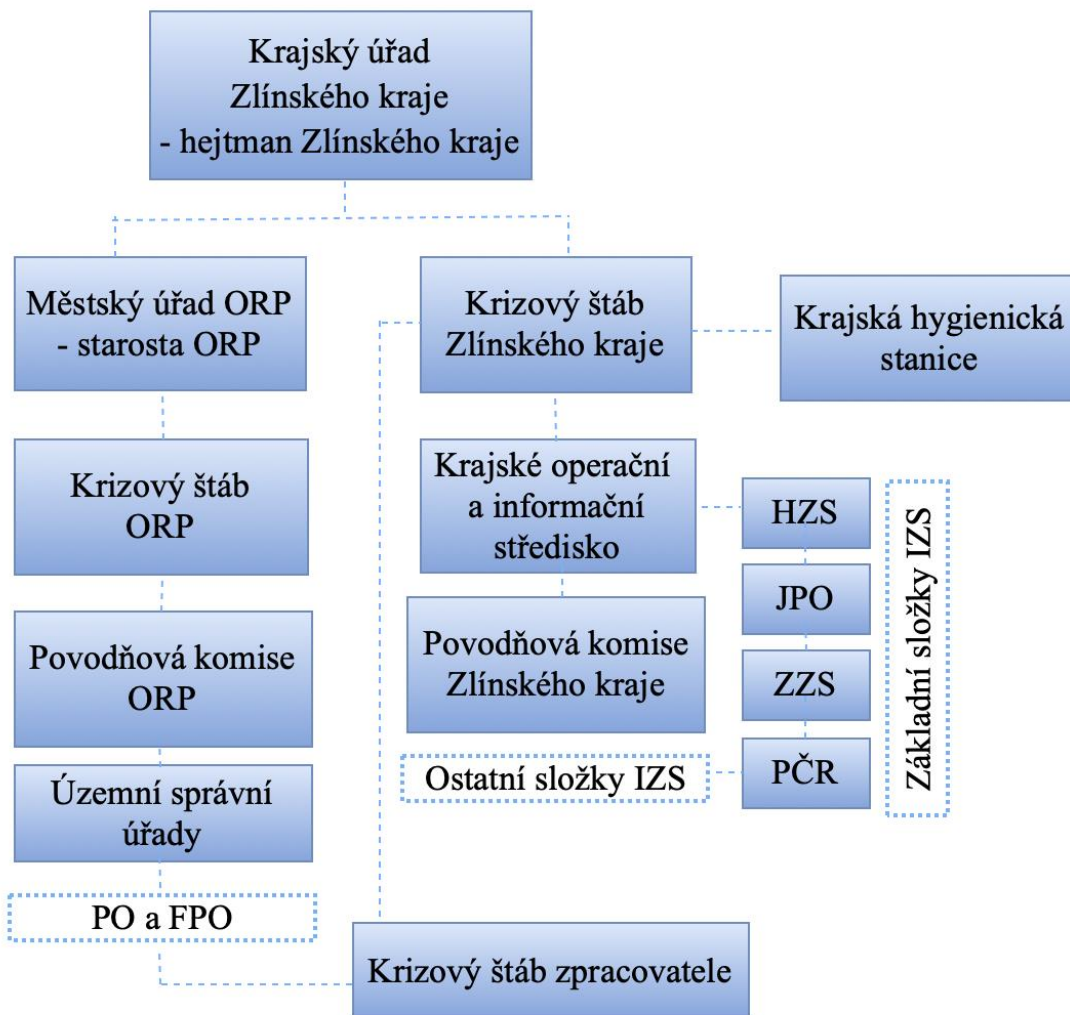 Krajský úřad
Zlínského kraje
- hejtman Zlínského kraje
Městský úřad ORP
- starosta ORP
Krizový štáb
Zlínského kraje
Krajská hygienická
stanice
Krizový štáb
ORP
Krajské operační
a informační
středisko
HZS
JPO
ZZS
PČR
Základní složky IZS
Povodňová komise
ORP
Povodňová komise
Zlínského kraje
Ostatní složky IZS
Územní správní
úřady
PO a FPO
Krizový štáb zpracovatele